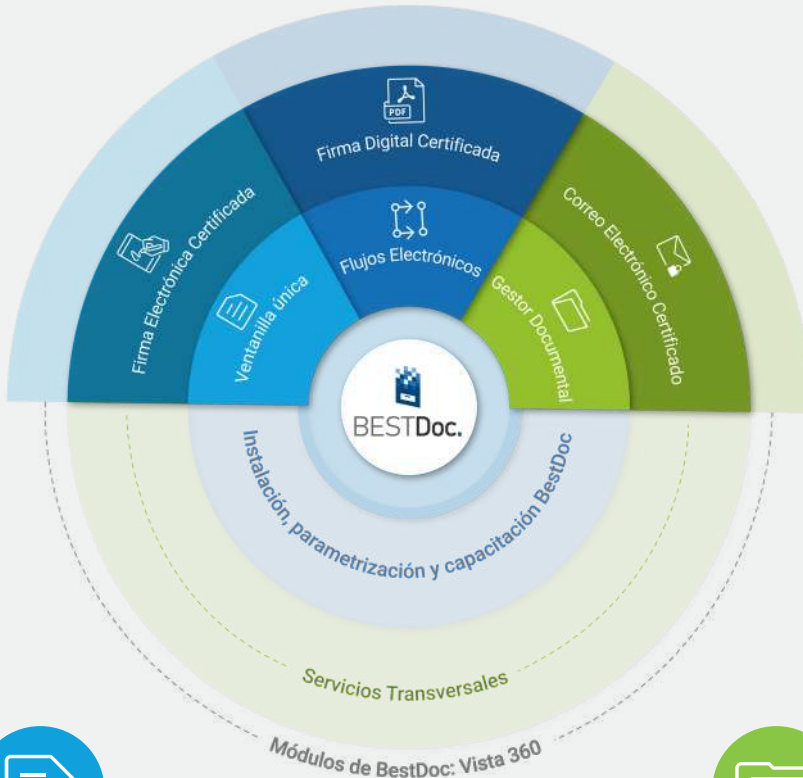 PDF
Firma Digital Certificada
Firma Electrónica Certificada
Flujos Electrónicos
Correo Electrónico Certificado
Ventanilla única
Gestor Documental
BESTDoc.
Instalación, parametrización y capacitación BestDoc
Servicios Transversales
Módulos de BestDoc: Vista 360